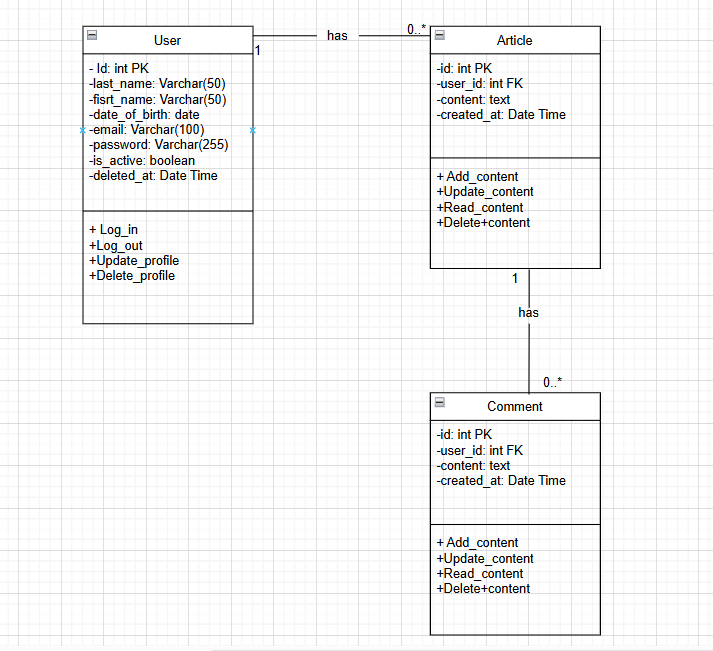 User
- Id: int PK
-last_name: Varchar(50)
-fisrt_name: Varchar(50)
-date_of_birth: date
-email: Varchar(100)
-password: Varchar(255)
-is_active: boolean
-deleted_at: Date Time
+ Log_in
+Log_out
+Update_profile
+Delete_profile
1
has
0..*
Article
-id: int PK
-user_id: int FK
-content: text
-created_at: Date Time
+ Add_content
+Update_content
+Read_content
+Delete+content
1
has
0..*
Comment
-id: int PK
-user_id: int FK
-content: text
-created_at: Date Time
+ Add_content
+Update_content
+Read_content
+Delete+content